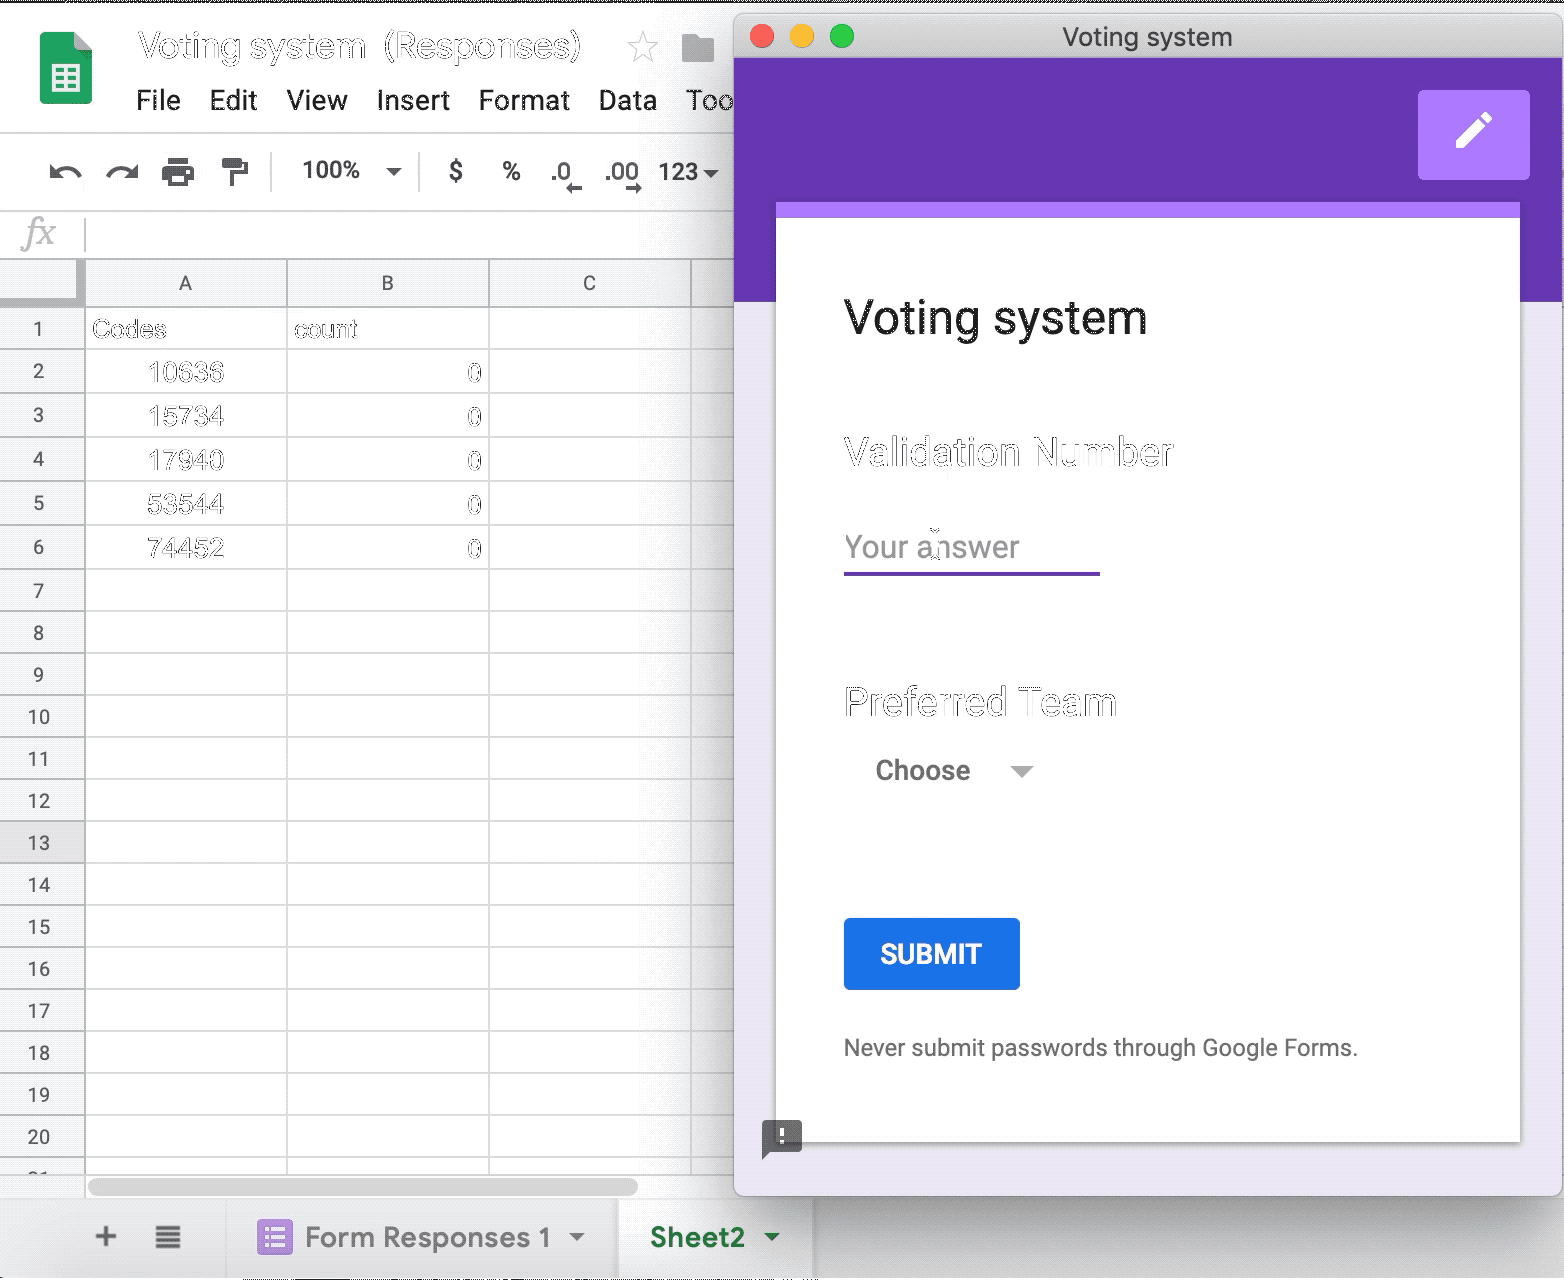 Voting system (Responses)
File Edit View Insert Format Data Too
100% $ % .0 .00 123
fx
A B C
1 Codes count
2 10636 0
3 15734 0
4 17940 0
5 53544 0
6 74452 0
7
8
9
10
11
12
13
14
15
16
17
18
19
20
+ Form Responses 1 Sheet2
Voting system
Voting system
Validation Number
Your answer
Preferred Team
Choose
SUBMIT
Never submit passwords through Google Forms.
!